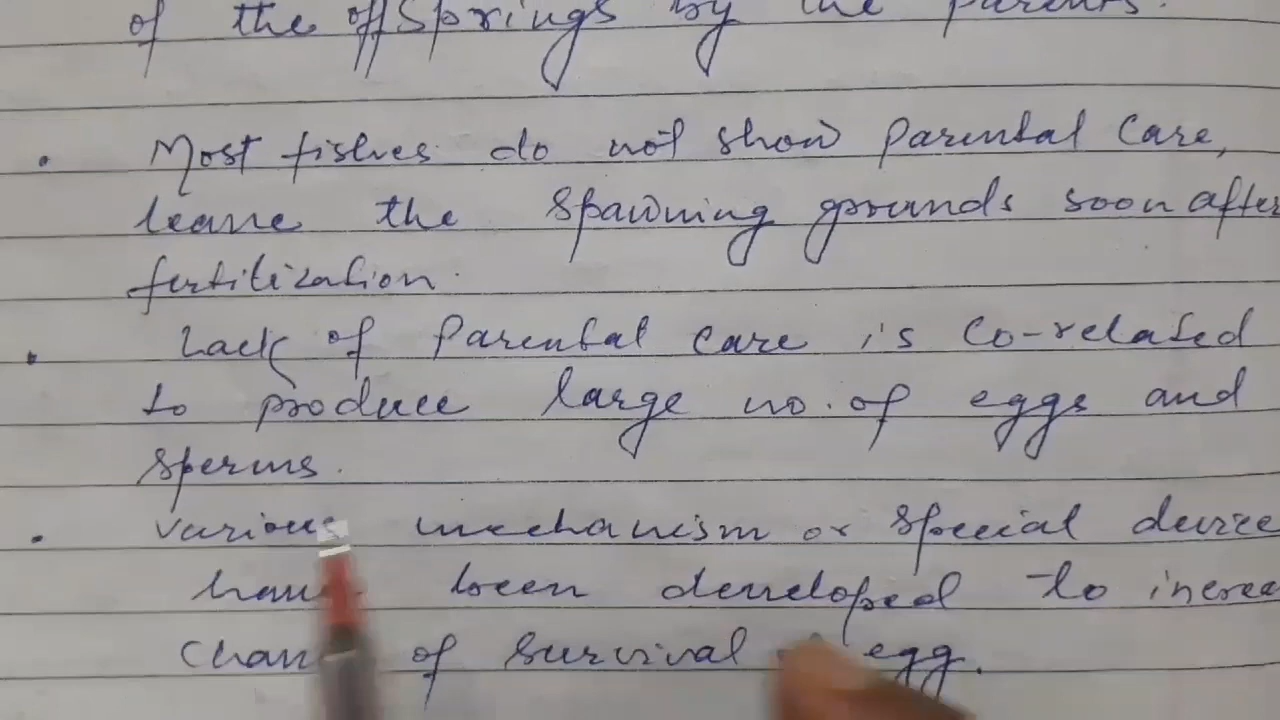 of the offsprings by the parents.
. Most fishes do not show parental care,
leave the spawning grounds soon after
fertilization.
. Lack of Parental care is co-related
to produce large no. of eggs and
sperms.
. Various mechanism or special device
have been developed to increa
chan of survival egg.